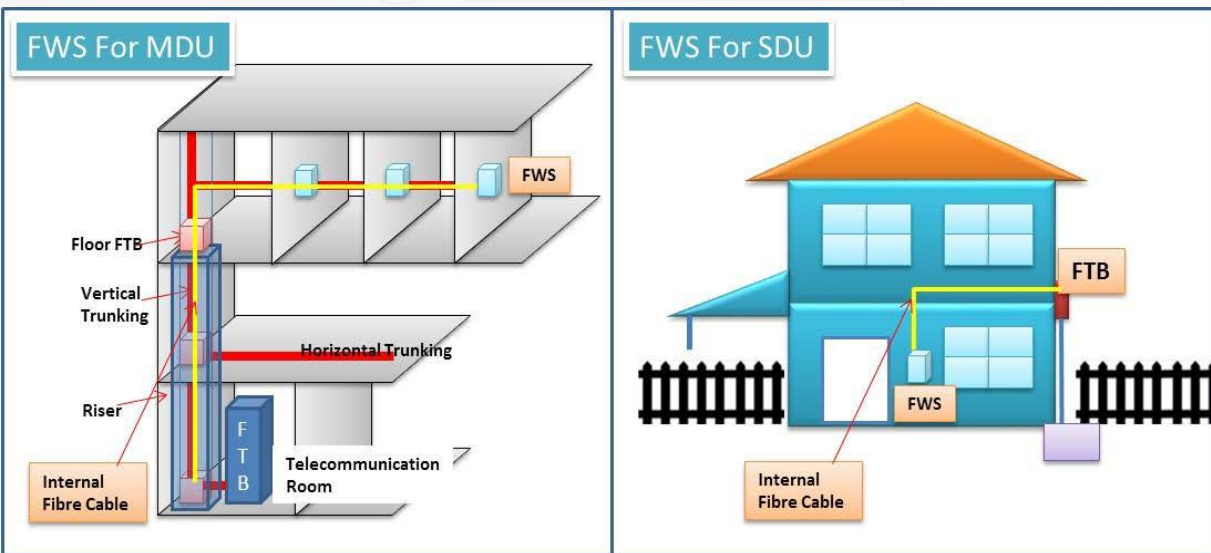 FWS For MDU
FWS
Floor FTB
Vertical
Trunking
Horizontal Trunking
Riser
F
T
B
Telecommunication
Room
Internal
Fibre Cable
FWS For SDU
FTB
FWS
Internal
Fibre Cable